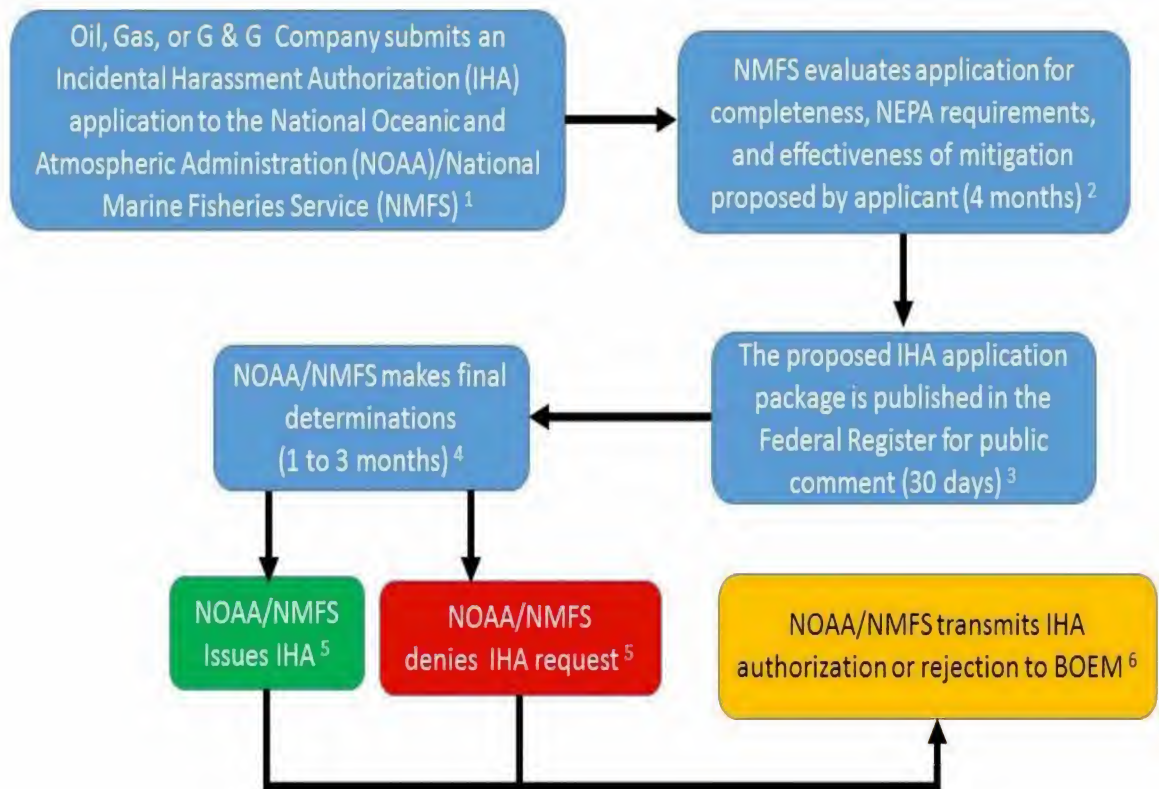 Oil, Gas, or G & G Company submits an
Incidental Harassment Authorization (IHA)
application to the National Oceanic and
Atmospheric Administration (NOAA)/National
Marine Fisheries Service (NMFS) 1
NMFS evaluates application for
completeness, NEPA requirements,
and effectiveness of mitigation
proposed by applicant (4 months) 2
The proposed IHA application
package is published in the
Federal Register for public
comment (30 days) 3
NOAA/NMFS makes final
determinations
(1 to 3 months) 4
NOAA/NMFS
Issues IHA 5
NOAA/NMFS
denies IHA request 5
NOAA/NMFS transmits IHA
authorization or rejection to BOEM 6